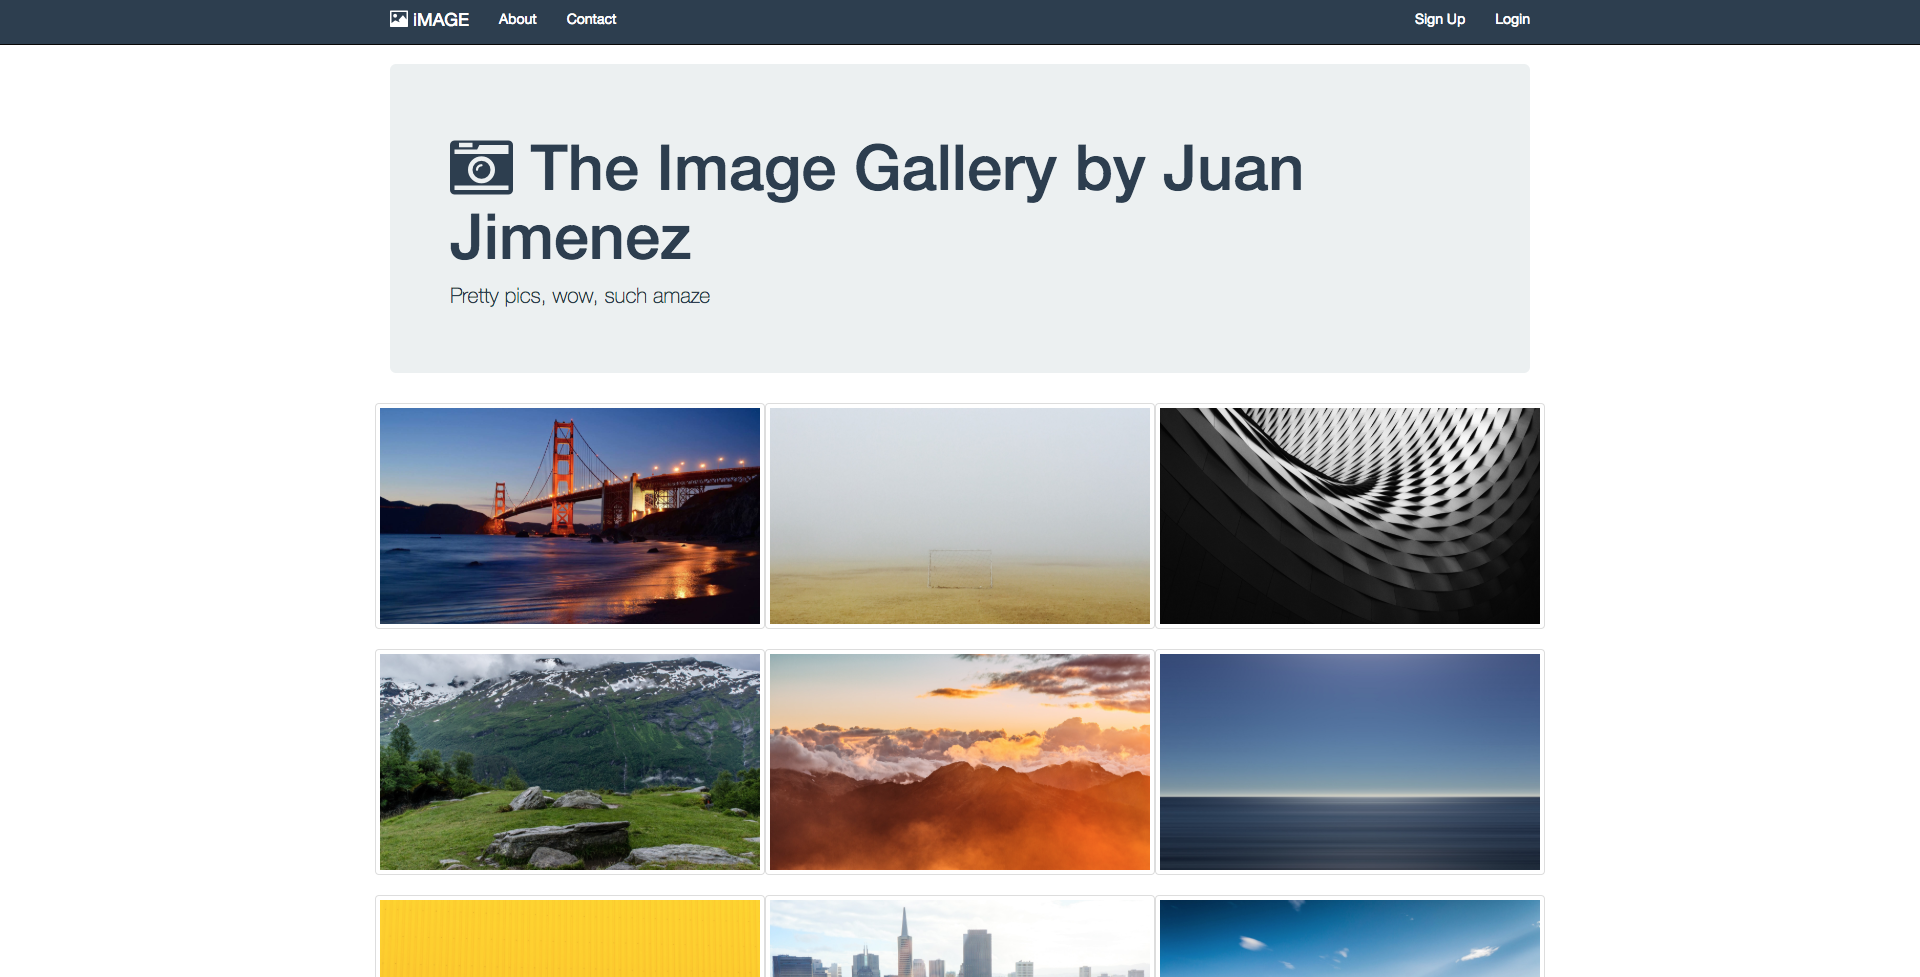 iMAGE About Contact Sign Up Login
The Image Gallery by Juan
Jimenez
Pretty pics, wow, such amaze